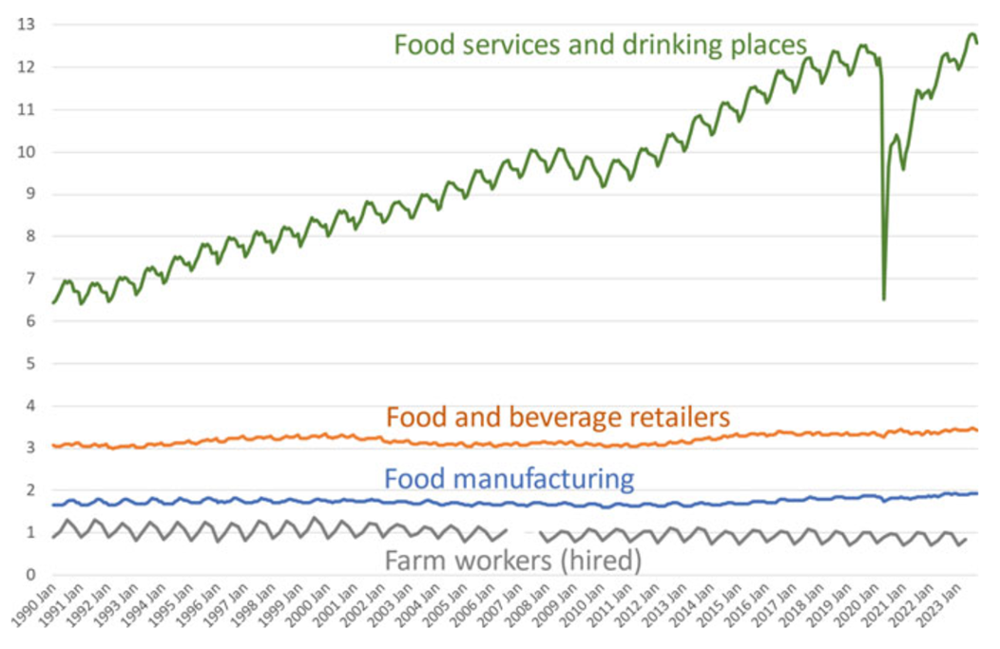 13
Food services and drinking places
12
11
10
9
8
7
6
5
4
Food and beverage retailers
3
Food manufacturing
2
1
Farm workers (hired)
0
1990 Jan
1991 Jan
1992 Jan
1993 Jan
1994 Jan
1995 Jan
1996 Jan
1997 Jan
1998 Jan
1999 Jan
2000 Jan
2001 Jan
2002 Jan
2003 Jan
2004 Jan
2005 Jan
2006 Jan
2007 Jan
2008 Jan
2009 Jan
2010 Jan
2011 Jan
2012 Jan
2013 Jan
2014 Jan
2015 Jan
2016 Jan
2017 Jan
2018 Jan
2019 Jan
2020 Jan
2021 Jan
2022 Jan
2023 Jan